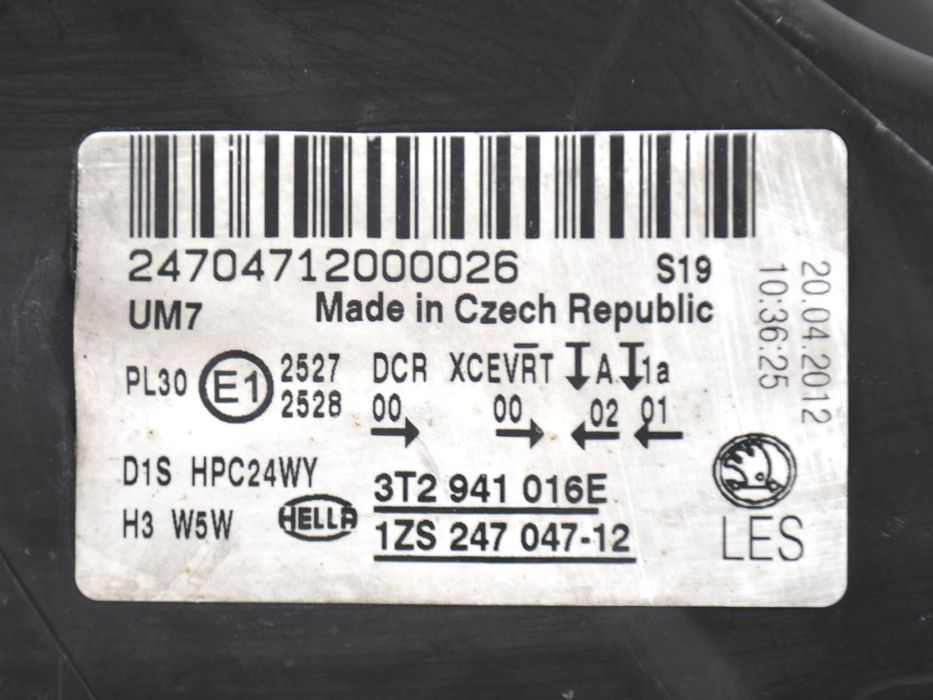 24704712000026 S19
UM7 Made in Czech Republic
PL30 E1 2527 DCR XCEVR̅T A 1a
2528 00 00 02 01
D1S HPC24WY
3T2 941 016E
H3 W5W HELLA
1ZS 247 047-12
LES
20.04.2012
10:36:25